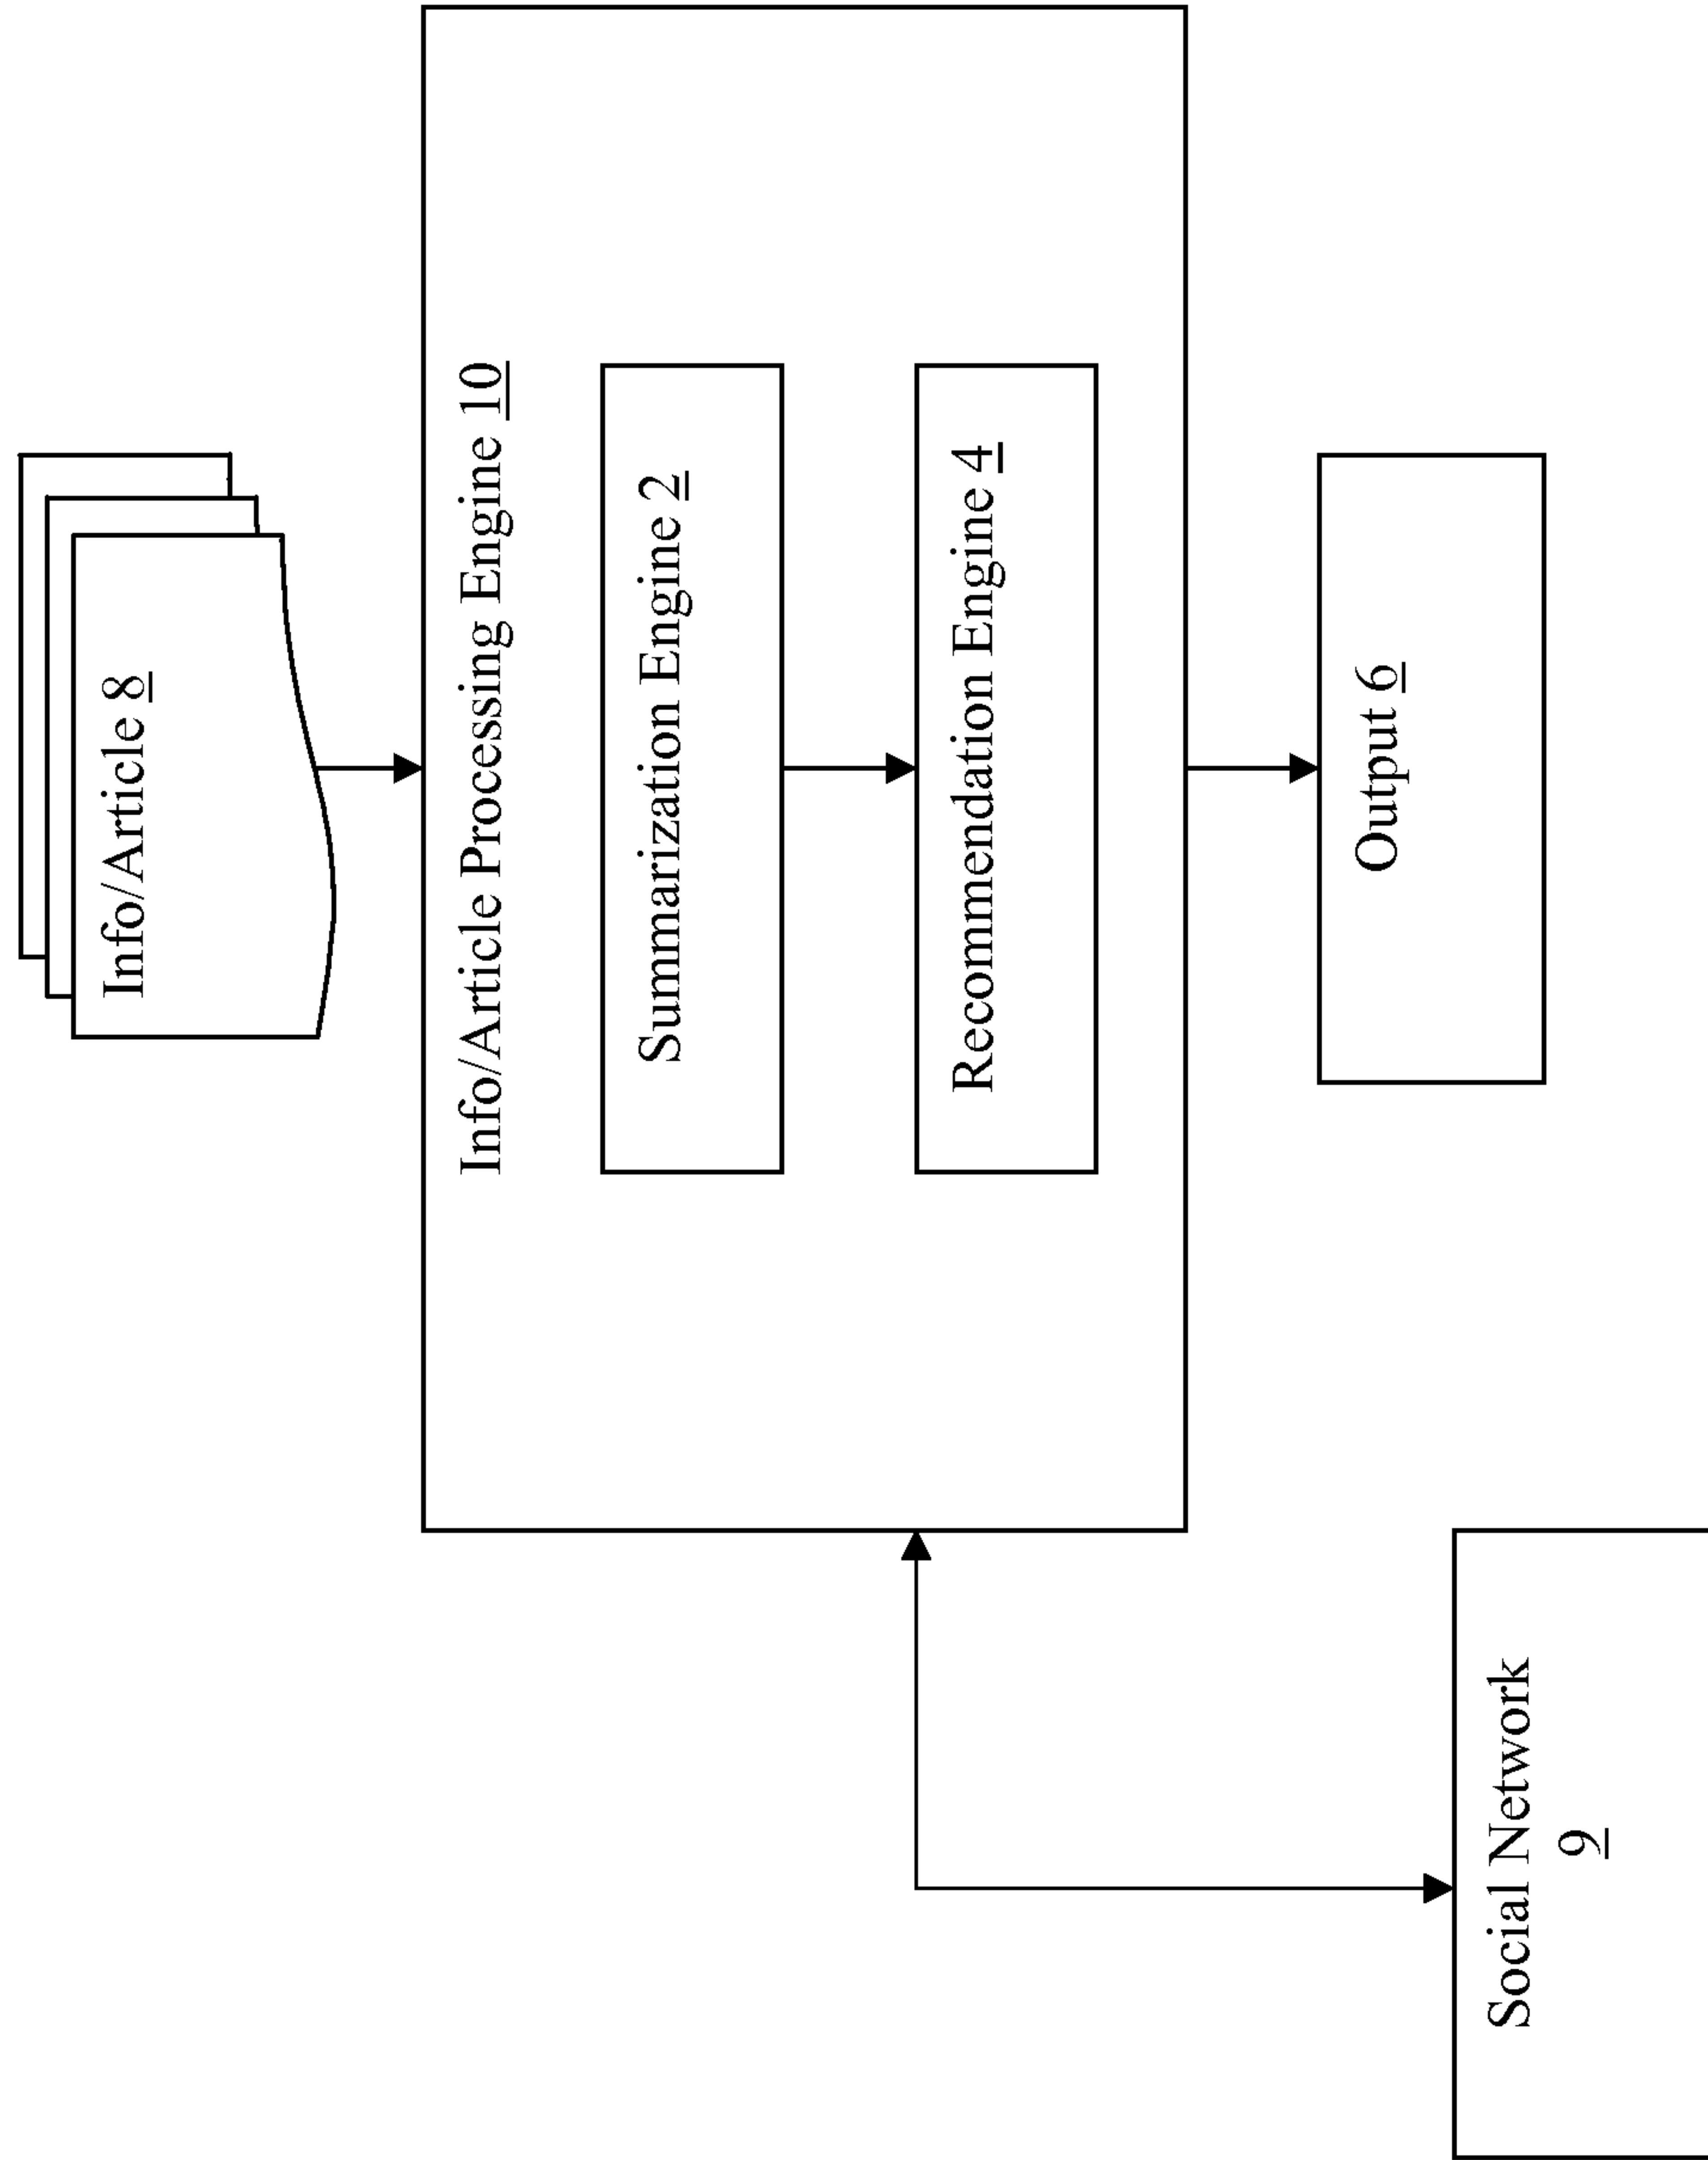 Info/Article 8
Info/Article Processing Engine 10
Summarization Engine 2
Recommendation Engine 4
Output 6
Social Network
9